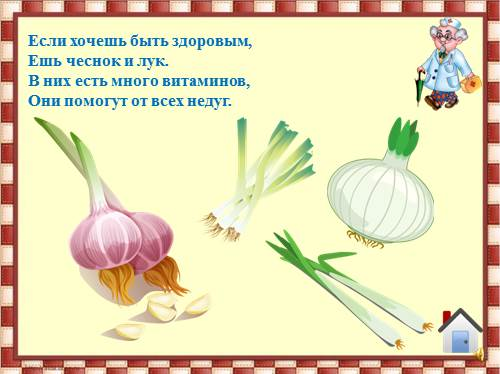 Если хочешь быть здоровым,
Ешь чеснок и лук.
В них есть много витаминов,
Они помогут от всех недуг.